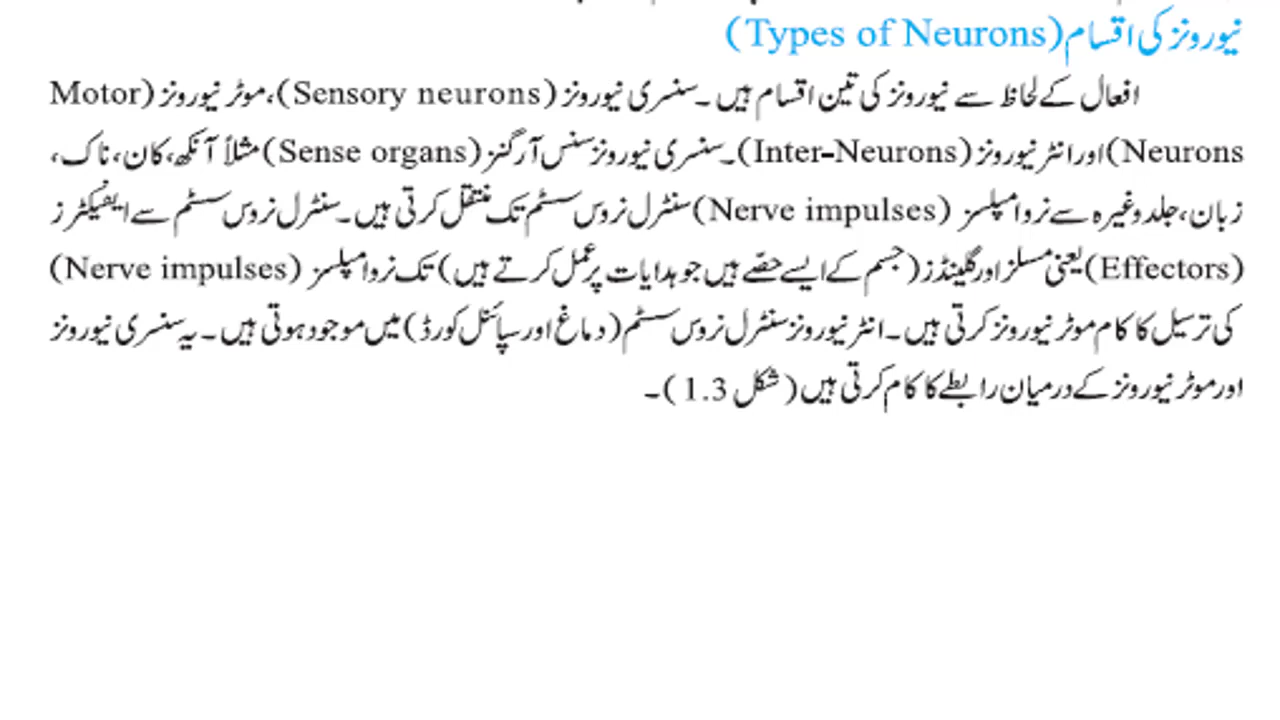 نیورونز کی اقسام (Types of Neurons)
افعال کے لحاظ سے نیورونز کی تین اقسام ہیں۔ سنسری نیورونز (Sensory neurons)، موٹر نیورونز (Motor
Neurons) اور انٹر نیورونز (Inter-Neurons)۔ سنسری نیورونز سنس آرگنز (Sense organs) مثلاً آنکھ، کان، ناک،
زبان، جلد وغیرہ سے نرو امپلسز (Nerve impulses) سنٹرل نروس سسٹم تک منتقل کرتی ہیں۔ سنٹرل نروس سسٹم سے ایفیکٹرز
(Effectors) یعنی مسلز اور گلینڈز (جسم کے ایسے حصّے ہیں جو ہدایات پر عمل کرتے ہیں) تک نرو امپلسز (Nerve impulses)
کی ترسیل کا کام موٹر نیورونز کرتی ہیں۔ انٹر نیورونز سنٹرل نروس سسٹم (دماغ اور سپائنل کورڈ) میں موجود ہوتی ہیں۔ یہ سنسری نیورونز
اور موٹر نیورونز کے درمیان رابطے کا کام کرتی ہیں (شکل 1.3)۔